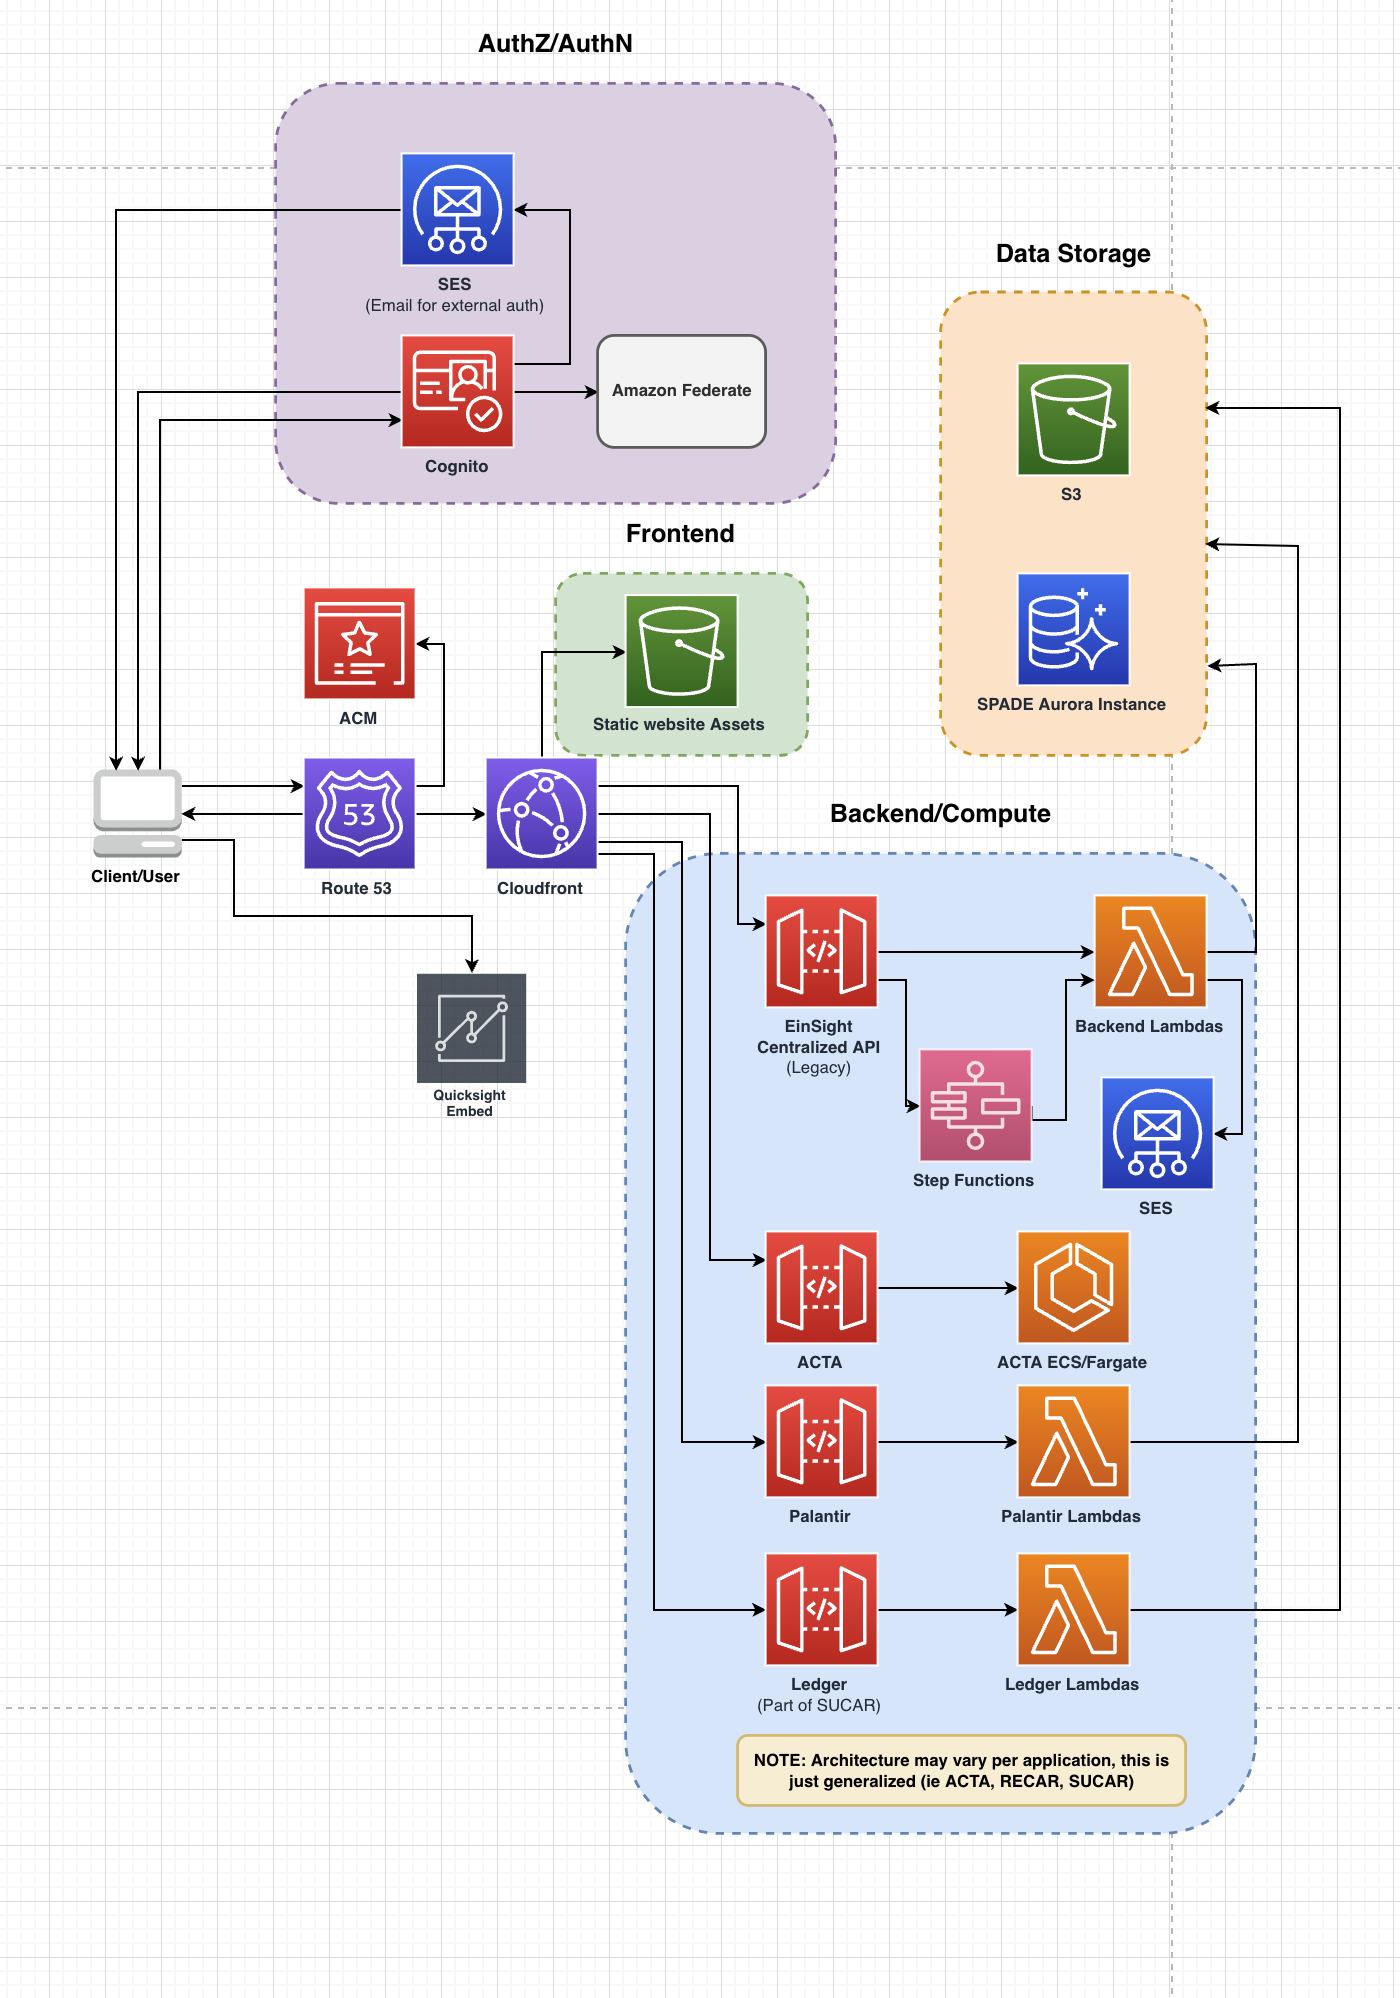 AuthZ/AuthN
SES
(Email for external auth)
Amazon Federate
Cognito
Data Storage
S3
SPADE Aurora Instance
Frontend
Static website Assets
ACM
53
Client/User
Route 53
Cloudfront
Quicksight
Embed
Backend/Compute
EinSight
Centralized API
(Legacy)
Backend Lambdas
Step Functions
SES
ACTA
ACTA ECS/Fargate
Palantir
Palantir Lambdas
Ledger
(Part of SUCAR)
Ledger Lambdas
NOTE: Architecture may vary per application, this is
just generalized (ie ACTA, RECAR, SUCAR)